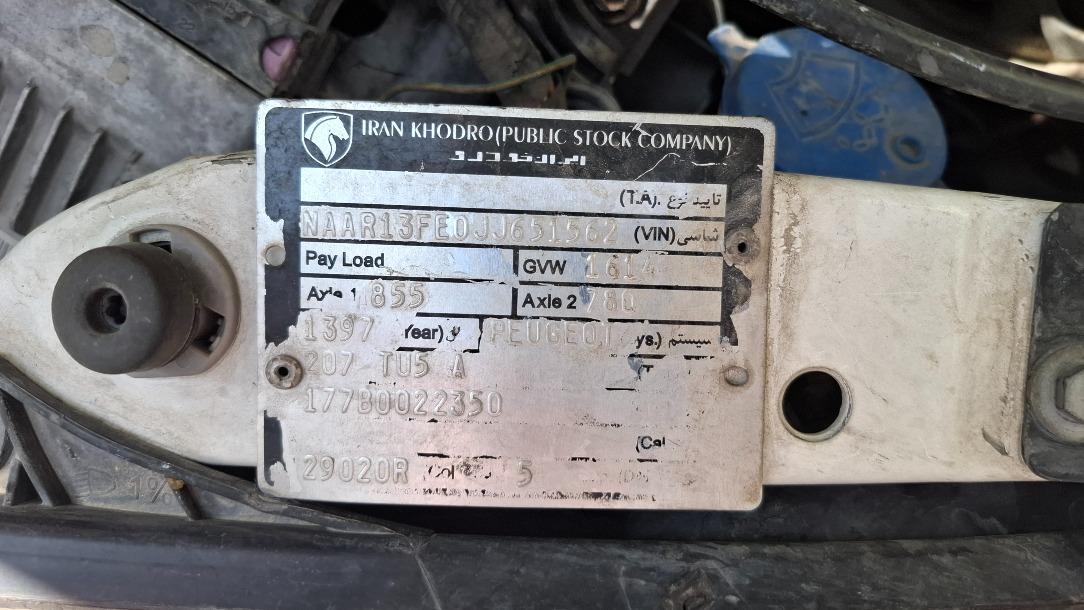 IRAN KHODRO (PUBLIC STOCK COMPANY)
ایران خودرو
تایید نوع (T.A).
NAAR13FE0JJ651562 شاسی (VIN)
Pay Load GVW 1614
Axle 1 855 Axle 2 780
1397 PEUGEOT سیستم
207 TU5 A
177B0022350
29020R 5